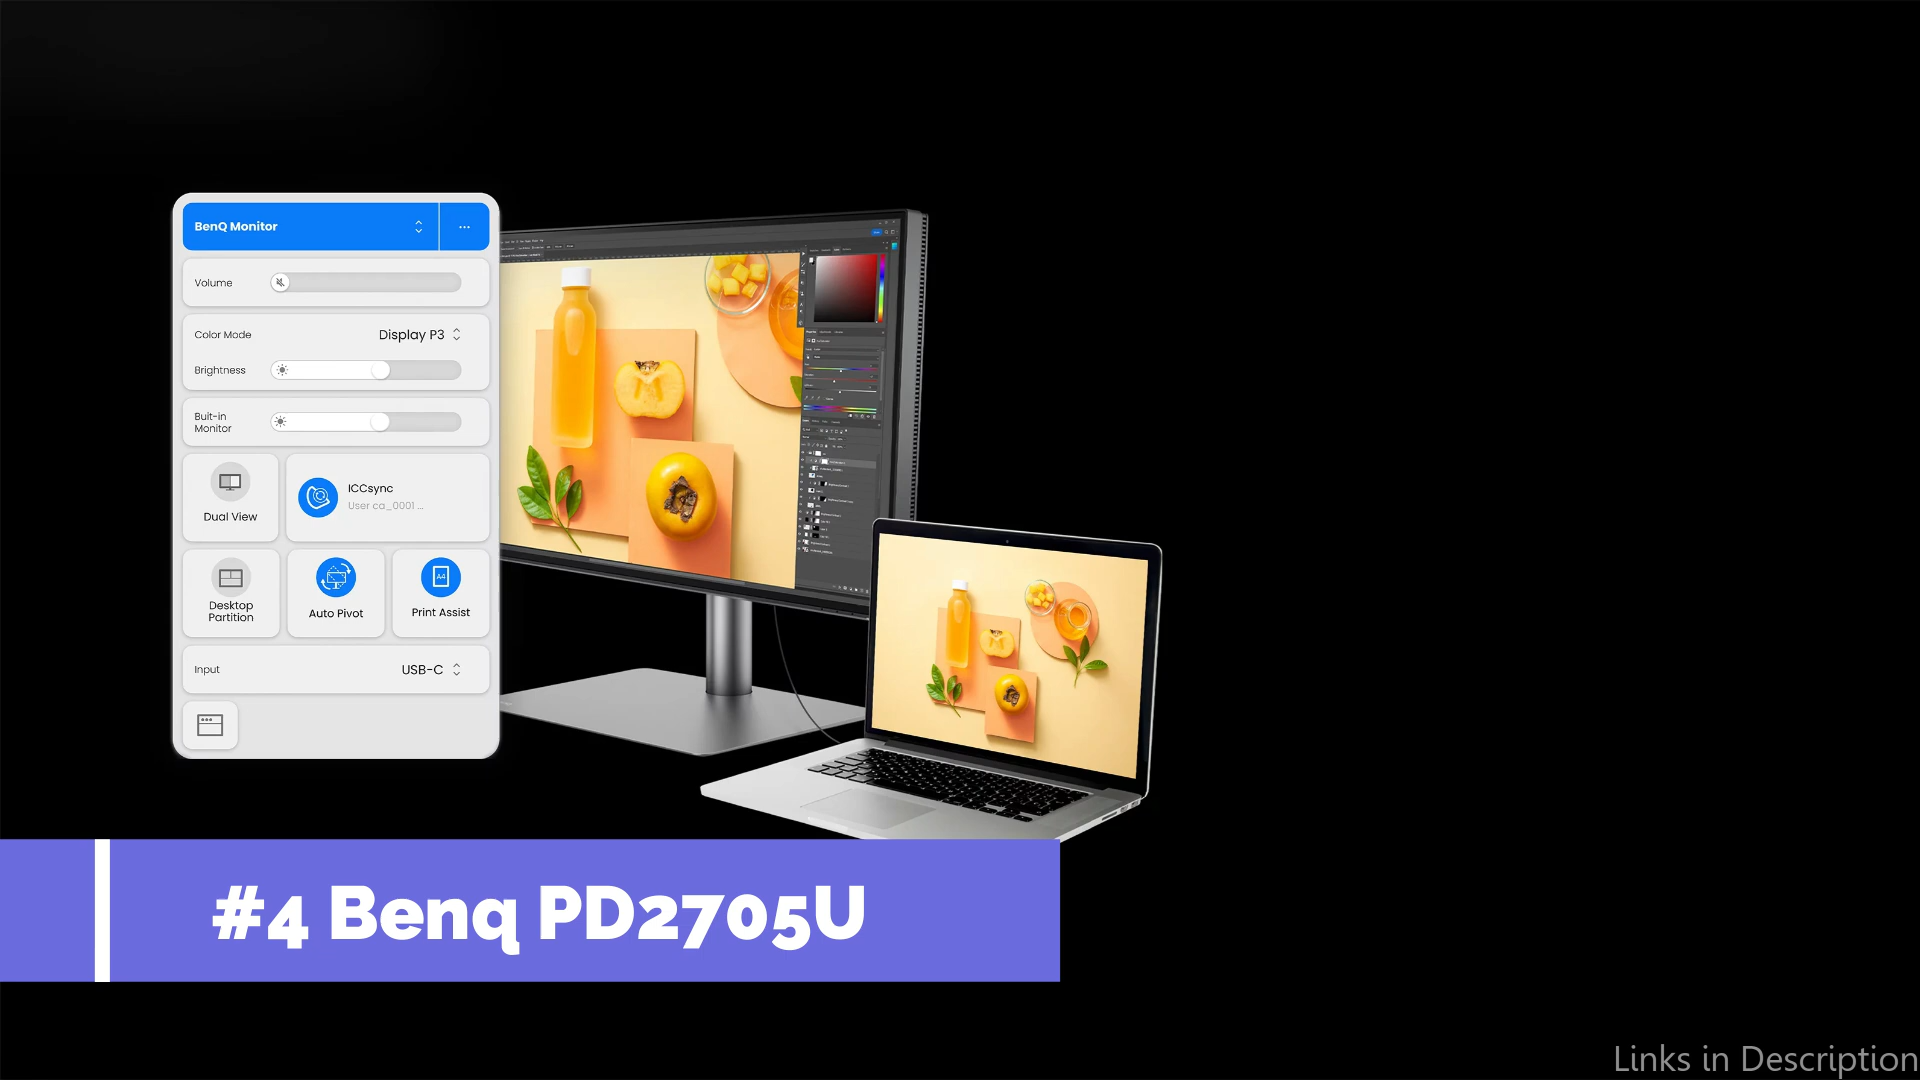 BenQ Monitor
...
Volume
Color Mode
Display P3
Brightness
Buit-in
Monitor
Dual View
ICCsync
User ca_0001 ...
Desktop
Partition
Auto Pivot
A4
Print Assist
Input
USB-C
#4 Benq PD2705U
Links in Description